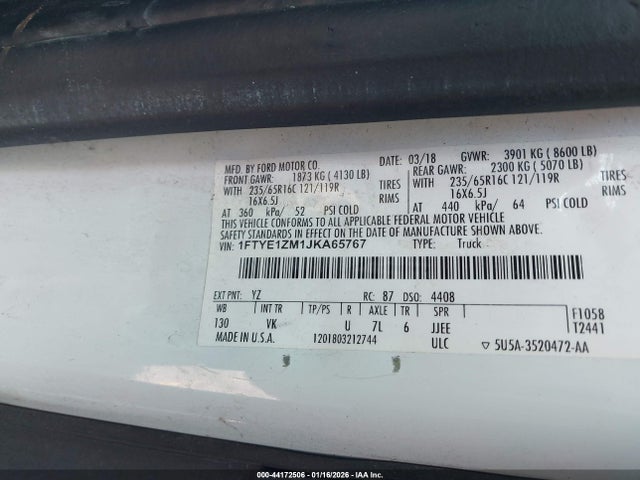 MFD. BY FORD MOTOR CO.
DATE: 03/18 GVWR: 3901 KG ( 8600 LB)
FRONT GAWR: 1873 KG ( 4130 LB) REAR GAWR: 2300 KG ( 5070 LB)
WITH 235/65R16C 121/119R TIRES WITH 235/65R16C 121/119R TIRES
16X6.5J RIMS 16X6.5J RIMS
AT 360 kPa/ 52 PSI COLD AT 440 kPa/ 64 PSI COLD
THIS VEHICLE CONFORMS TO ALL APPLICABLE FEDERAL MOTOR VEHICLE
SAFETY STANDARDS IN EFFECT ON THE DATE OF MANUFACTURE SHOWN ABOVE.
VIN: 1FTYE1ZM1JKA65767 TYPE: Truck
EXT PNT: YZ RC: 87 DSO: 4408
WB INT TR TP/PS R AXLE TR SPR F1058
130 VK U 7L 6 JJEE T2441
MADE IN U.S.A. 1201803212744 ULC ▽ 5U5A-3520472-AA
000-44172506 - 01/16/2026 - IAAI.COM